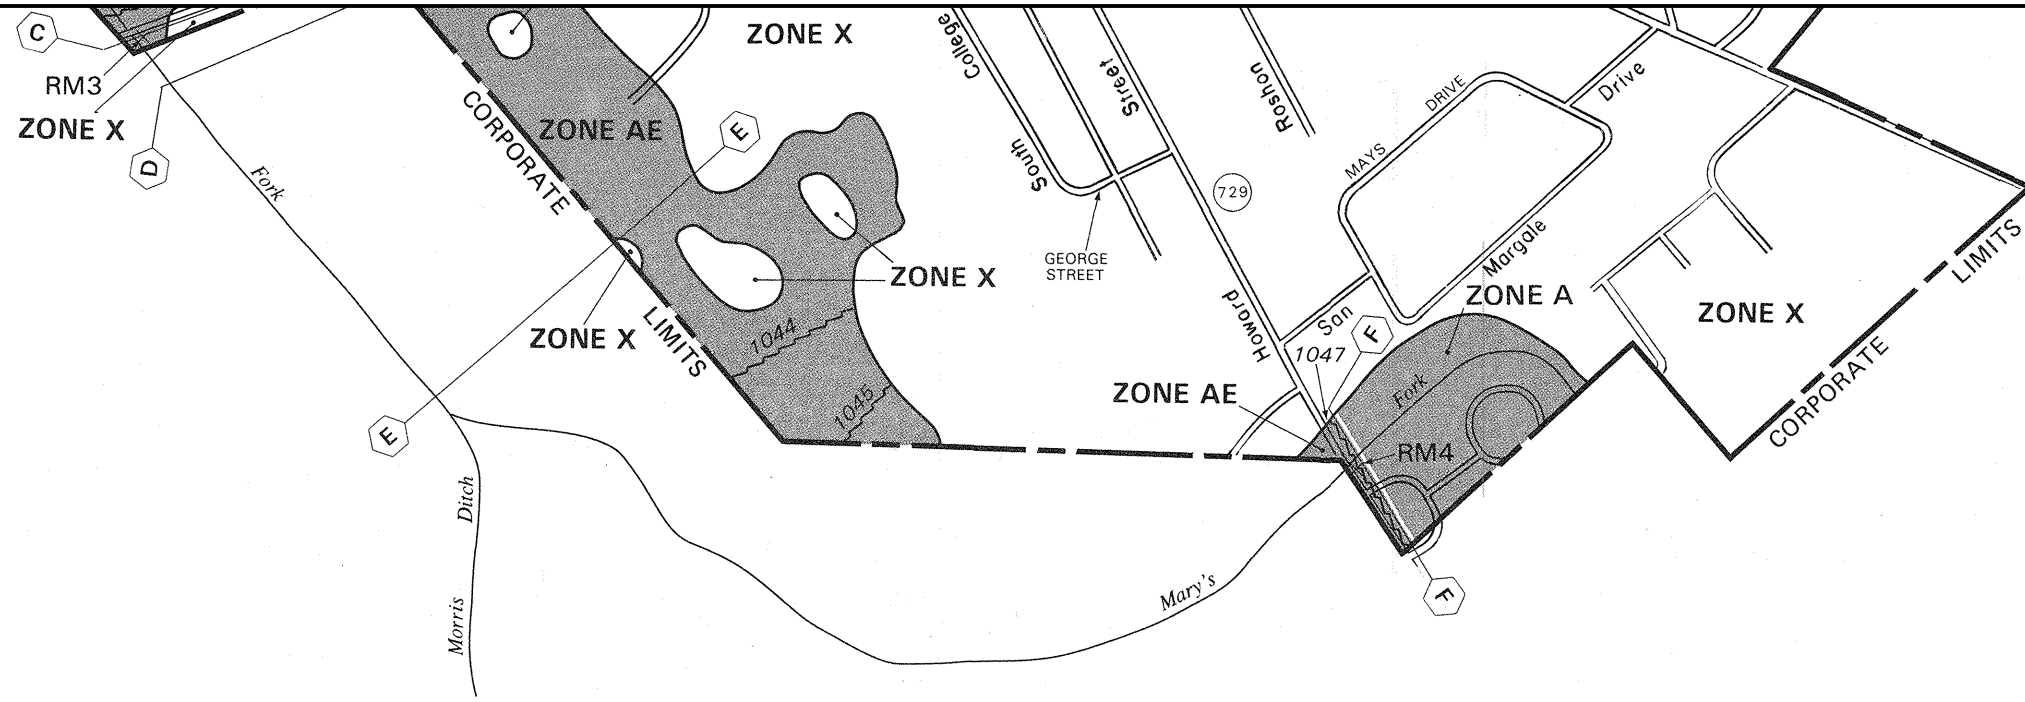 C
RM3
ZONE X
D
Fork
CORPORATE
LIMITS
ZONE AE
E
ZONE X
ZONE X
ZONE X
1044
1045
E
Ditch
Morris
Mary's
College
South
Street
Howard
Roshon
729
GEORGE
STREET
MAYS
DRIVE
Drive
Margale
San
ZONE A
F
1047
ZONE AE
Fork
RM4
F
ZONE X
CORPORATE
LIMITS